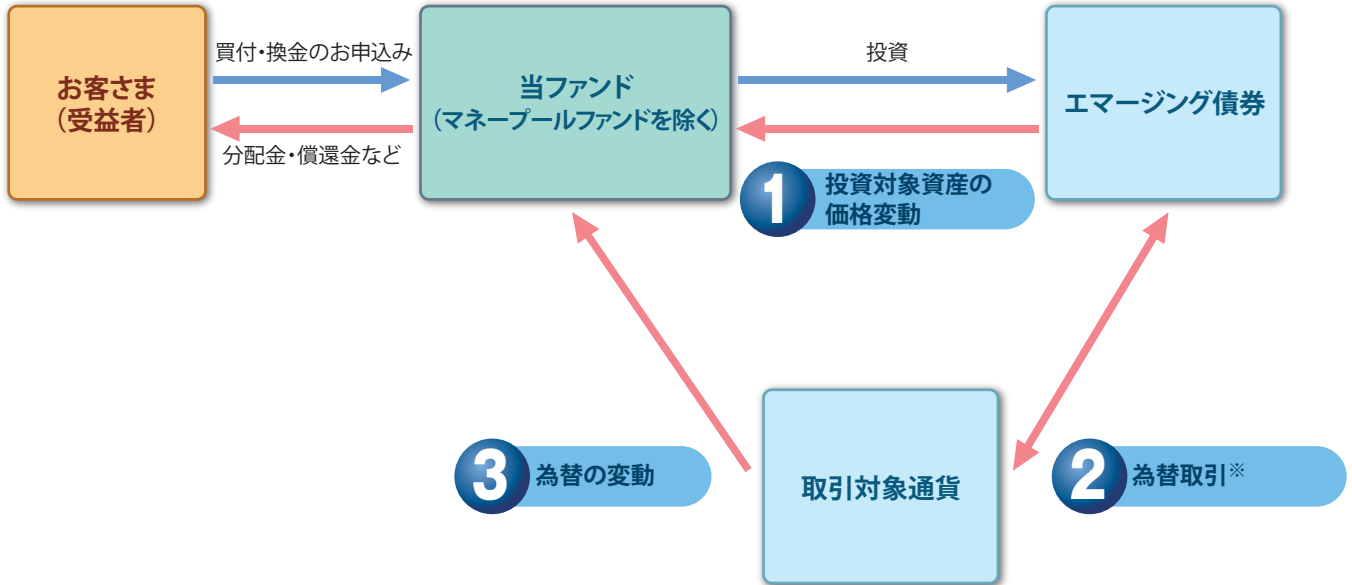 お客さま
（受益者）
買付・換金のお申込み
分配金・償還金など
当ファンド
（マネープールファンドを除く）
投資
エマージング債券
1 投資対象資産の
価格変動
3 為替の変動
取引対象通貨
2 為替取引※